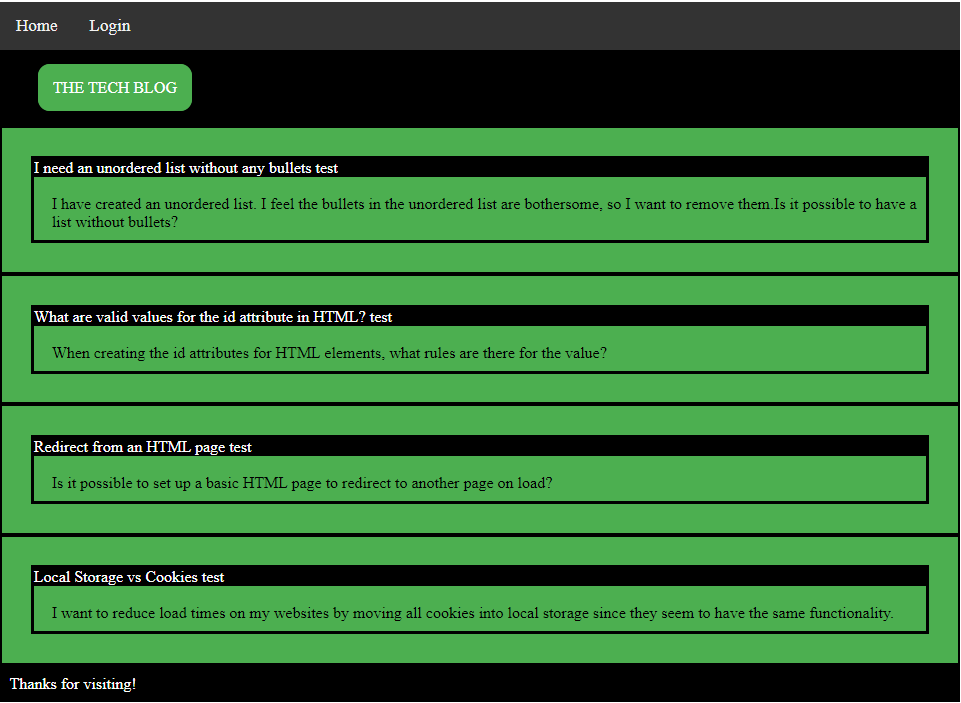 Home Login
THE TECH BLOG
I need an unordered list without any bullets test
I have created an unordered list. I feel the bullets in the unordered list are bothersome, so I want to remove them.Is it possible to have a
list without bullets?
What are valid values for the id attribute in HTML? test
When creating the id attributes for HTML elements, what rules are there for the value?
Redirect from an HTML page test
Is it possible to set up a basic HTML page to redirect to another page on load?
Local Storage vs Cookies test
I want to reduce load times on my websites by moving all cookies into local storage since they seem to have the same functionality.
Thanks for visiting!